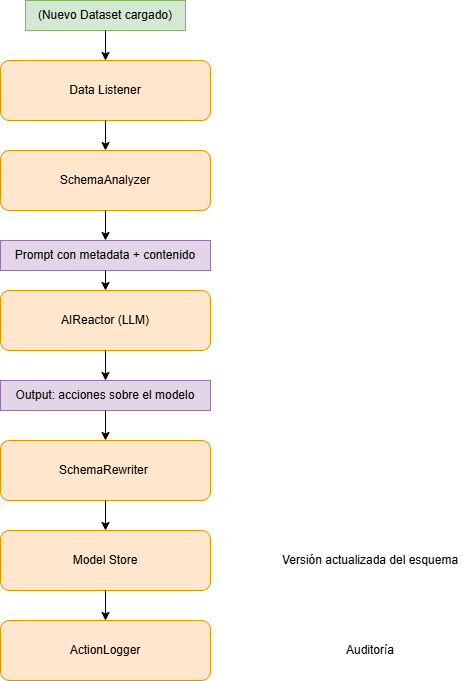 (Nuevo Dataset cargado)
Data Listener
SchemaAnalyzer
Prompt con metadata + contenido
AIReactor (LLM)
Output: acciones sobre el modelo
SchemaRewriter
Model Store
Versión actualizada del esquema
ActionLogger
Auditoría